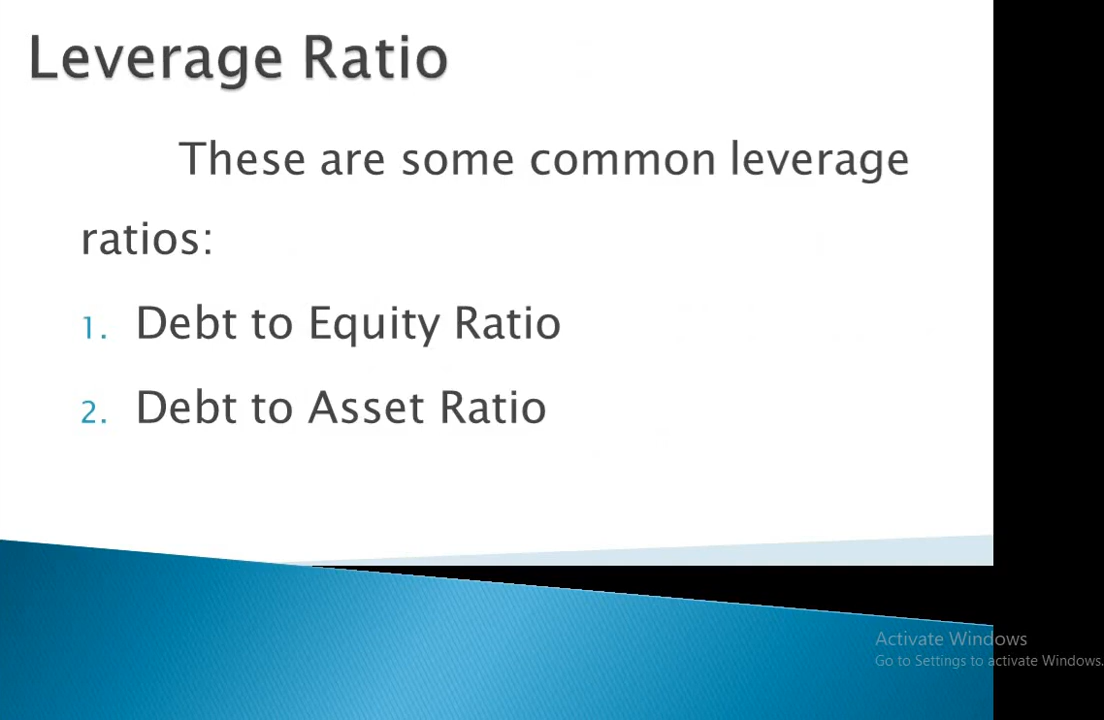 Leverage Ratio
These are some common leverage
ratios:
1. Debt to Equity Ratio
2. Debt to Asset Ratio
Activate Windows
Go to Settings to activate Windows.